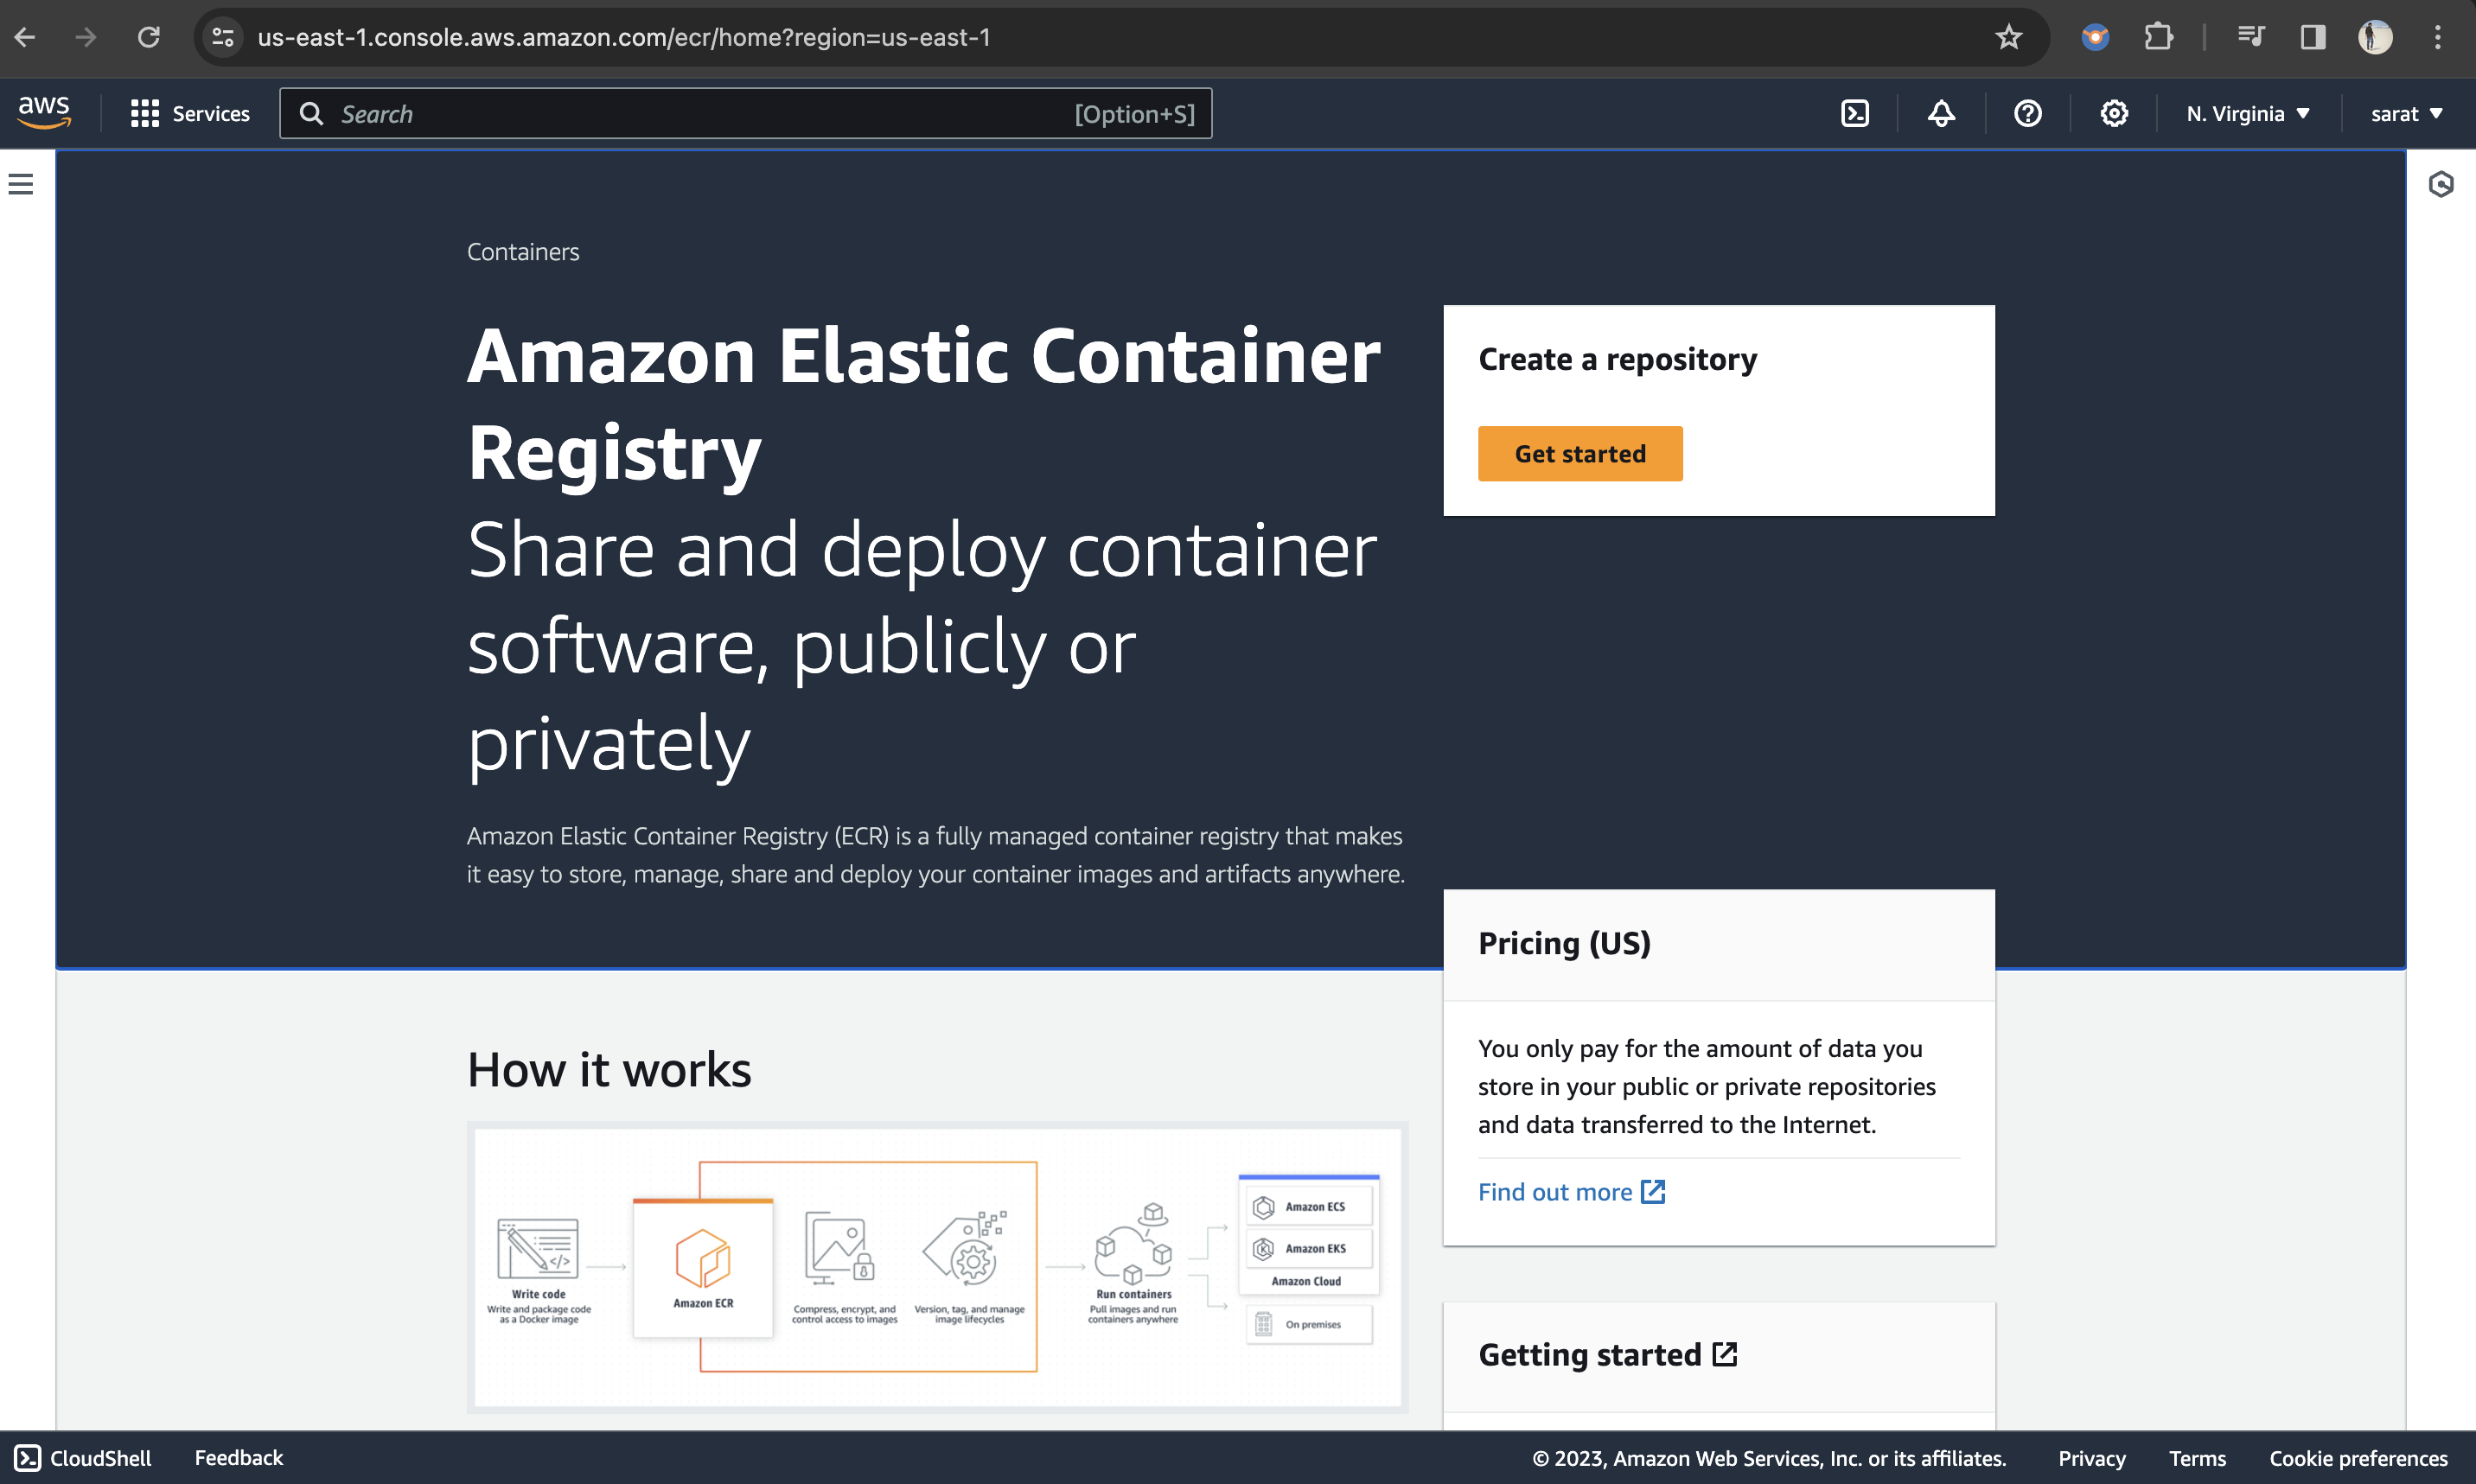 us-east-1.console.aws.amazon.com/ecr/home?region=us-east-1
aws
Services
Search
[Option+S]
N. Virginia
sarat
Containers
Amazon Elastic Container
Registry
Share and deploy container
software, publicly or
privately
Amazon Elastic Container Registry (ECR) is a fully managed container registry that makes
it easy to store, manage, share and deploy your container images and artifacts anywhere.
Create a repository
Get started
Pricing (US)
You only pay for the amount of data you
store in your public or private repositories
and data transferred to the Internet.
Find out more
How it works
Write code
Write and package code
as a Docker image
Amazon ECR
Compress, encrypt, and
control access to images
Version, tag, and manage
image lifecycles
Run containers
Pull images and run
containers anywhere
Amazon ECS
Amazon EKS
Amazon Cloud
On premises
Getting started
CloudShell
Feedback
© 2023, Amazon Web Services, Inc. or its affiliates.
Privacy
Terms
Cookie preferences